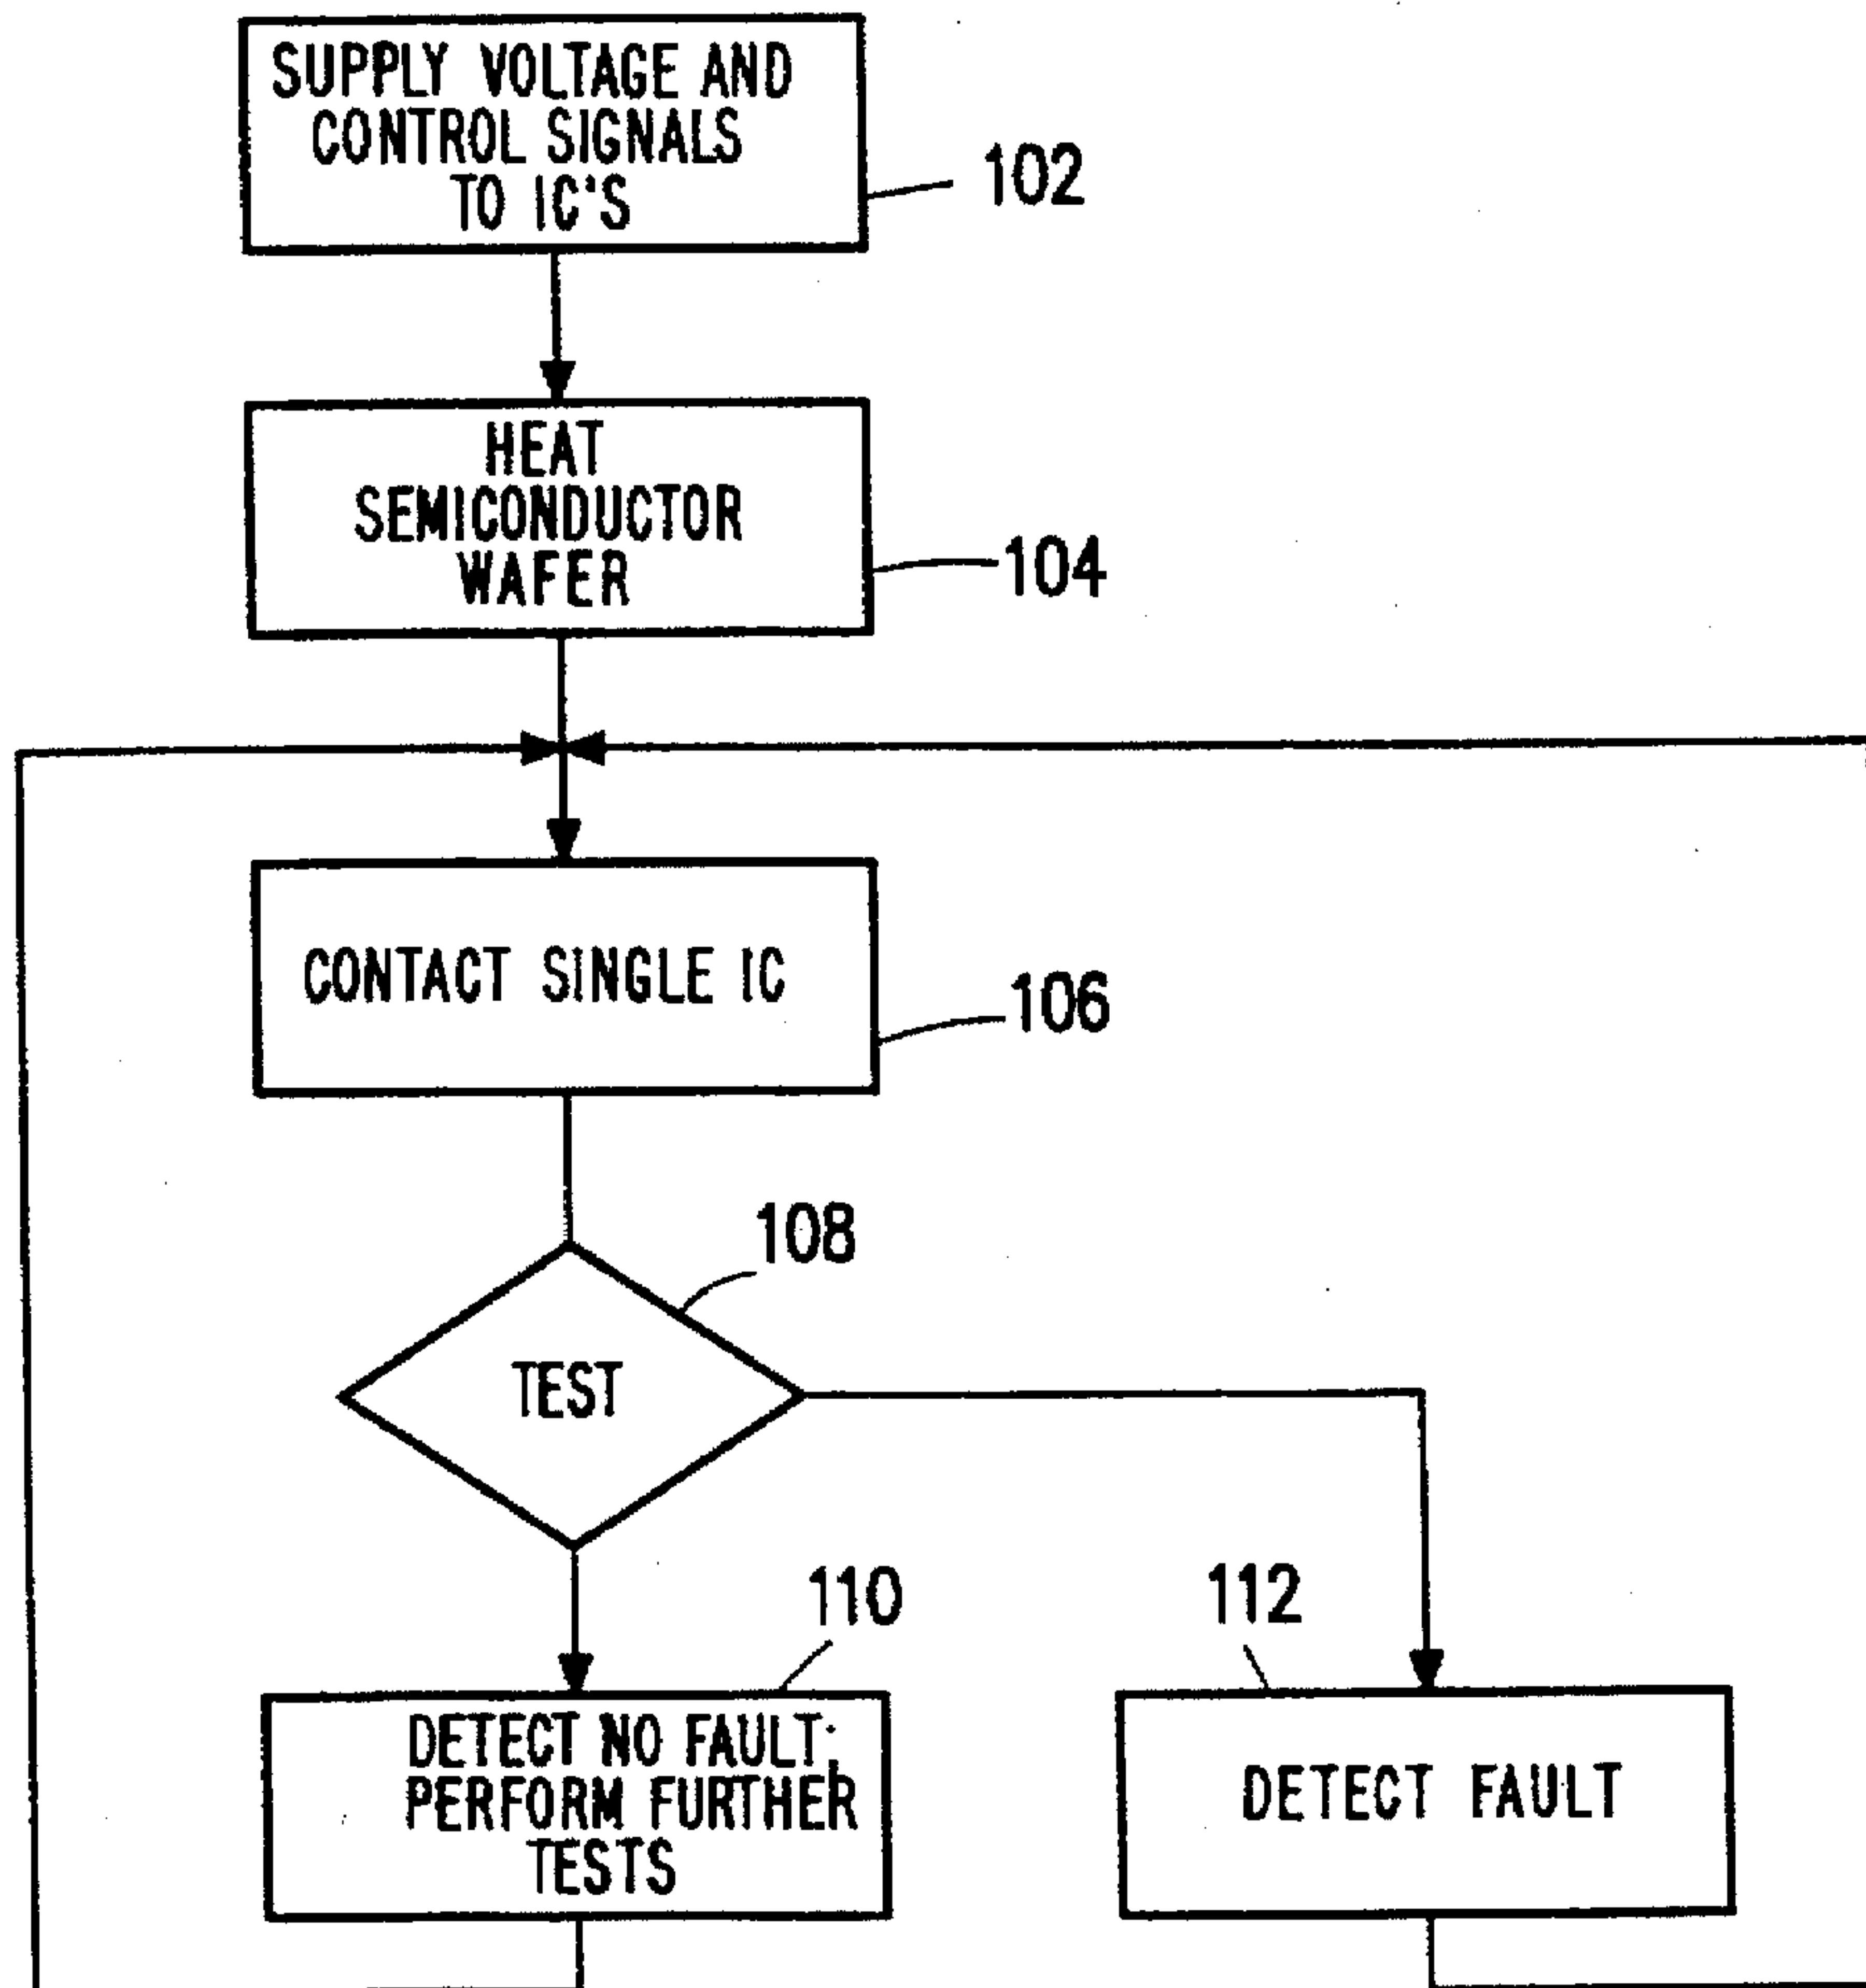 SUPPLY VOLTAGE AND
CONTROL SIGNALS
TO IC'S
102
HEAT
SEMICONDUCTOR
WAFER
104
CONTACT SINGLE IC
106
108
TEST
110
112
DETECT NO FAULT;
PERFORM FURTHER
TESTS
DETECT FAULT